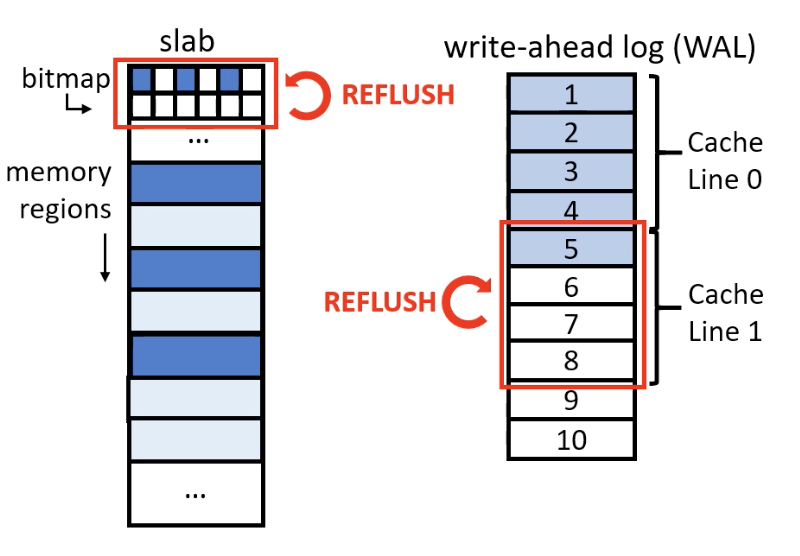 slab
bitmap
REFLUSH
...
memory
regions
...
write-ahead log (WAL)
1
2
3
4
5
6
7
8
9
10
Cache
Line 0
REFLUSH
Cache
Line 1